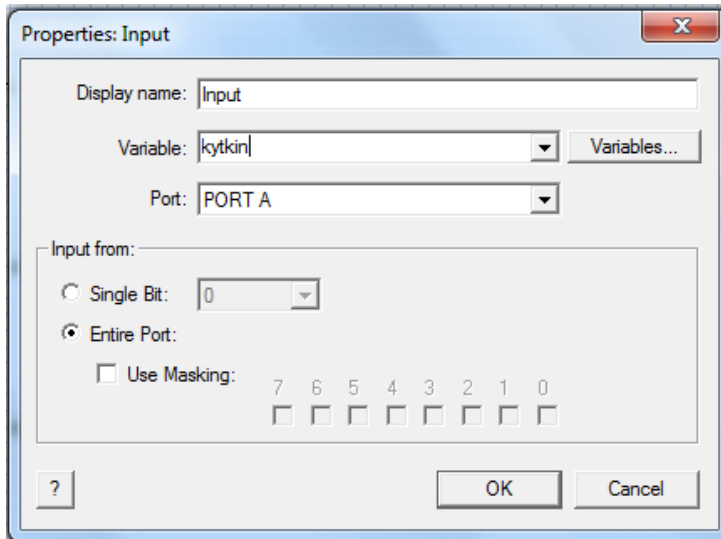 Properties: Input
Display name: Input
Variable: kytkin Variables...
Port: PORT A
Input from:
Single Bit: 0
Entire Port:
Use Masking: 7 6 5 4 3 2 1 0
? OK Cancel